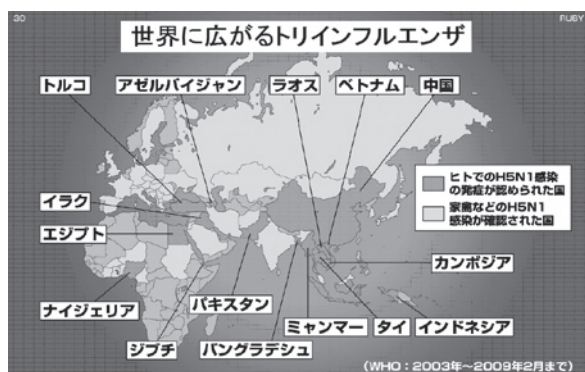 30
RUBY
世界に広がるトリインフルエンザ
トルコ
アゼルバイジャン
ラオス
ベトナム
中国
ヒトでのH5N1感染
の発症が認められた国
家禽などのH5N1
感染が確認された国
イラク
エジプト
カンボジア
ナイジェリア
パキスタン
ミャンマー
タイ
インドネシア
ジブチ
バングラデシュ
(WHO:2003年~2009年2月まで)